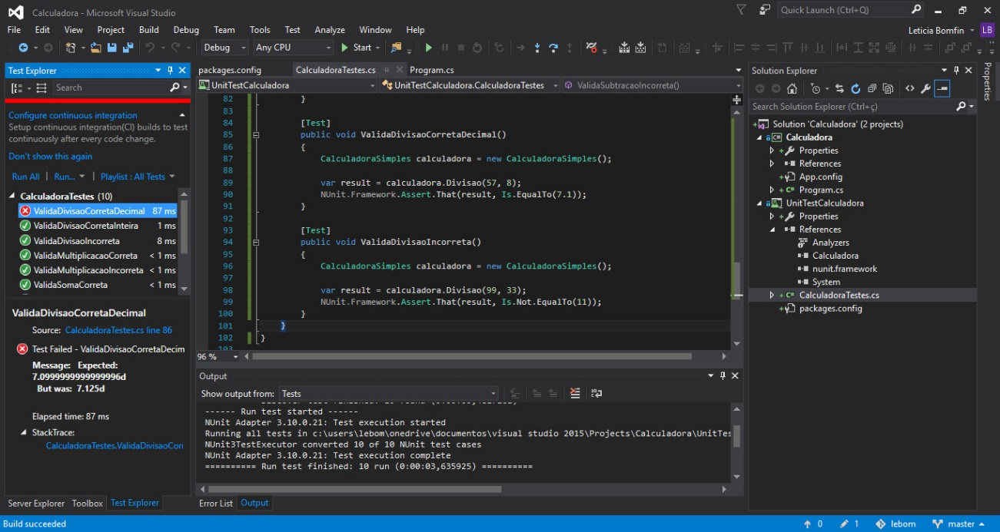 Calculadora - Microsoft Visual Studio
Quick Launch (Ctrl+Q)
File Edit View Project Build Debug Team Tools Test Analyze Window Help
Leticia Bomfin LB
Debug Any CPU Start
Test Explorer
Search
Configure continuous integration
Setup continuous integration(CI) builds to test
continuously after every code change.
Don't show this again
Run All | Run... | Playlist : All Tests
CalculadoraTestes (10)
ValidaDivisaoCorretaDecimal 87 ms
ValidaDivisaoCorretaInteira 1 ms
ValidaDivisaoIncorreta 8 ms
ValidaMultiplicacaoCorreta < 1 ms
ValidaMultiplicacaoIncorreta < 1 ms
ValidaSomaCorreta < 1 ms
ValidaDivisaoCorretaDecimal
Source: CalculadoraTestes.cs line 86
Test Failed - ValidaDivisaoCorretaDecim
Message: Expected:
7.0999999999999996d
But was: 7.125d
Elapsed time: 87 ms
StackTrace:
CalculadoraTestes.ValidaDivisaoCorr
Server Explorer Toolbox Test Explorer
packages.config CalculadoraTestes.cs Program.cs
UnitTestCalculadora UnitTestCalculadora.CalculadoraTestes ValidaSubtracaoIncorreta()
82 }
83
84 [Test]
85 public void ValidaDivisaoCorretaDecimal()
86 {
87 CalculadoraSimples calculadora = new CalculadoraSimples();
88
89 var result = calculadora.Divisao(57, 8);
90 NUnit.Framework.Assert.That(result, Is.EqualTo(7.1));
91 }
92
93 [Test]
94 public void ValidaDivisaoIncorreta()
95 {
96 CalculadoraSimples calculadora = new CalculadoraSimples();
97
98 var result = calculadora.Divisao(99, 33);
99 NUnit.Framework.Assert.That(result, Is.Not.EqualTo(11));
100 }
101 }
102 }
103
96 %
Output
Show output from: Tests
------ Run test started ------
NUnit Adapter 3.10.0.21: Test execution started
Running all tests in c:\users\lebom\onedrive\documentos\visual studio 2015\Projects\Calculadora\UnitTes
NUnit3TestExecutor converted 10 of 10 NUnit test cases
NUnit Adapter 3.10.0.21: Test execution complete
========== Run test finished: 10 run (0:00:03,635925) ==========
Error List Output
Solution Explorer
Search Solution Explorer (Ctrl+ç)
Solution 'Calculadora' (2 projects)
Calculadora
Properties
References
App.config
Program.cs
UnitTestCalculadora
Properties
References
Analyzers
Calculadora
nunit.framework
System
CalculadoraTestes.cs
packages.config
Properties
Build succeeded
0 1 lebom master